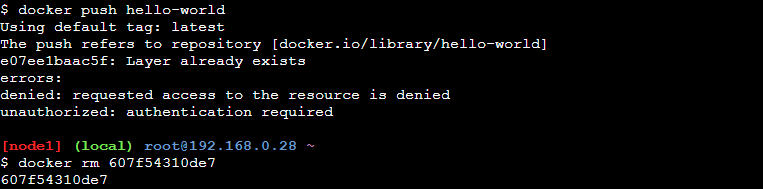 $ docker push hello-world
Using default tag: latest
The push refers to repository [docker.io/library/hello-world]
e07ee1baac5f: Layer already exists
errors:
denied: requested access to the resource is denied
unauthorized: authentication required
[node1] (local) root@192.168.0.28 ~
$ docker rm 607f54310de7
607f54310de7